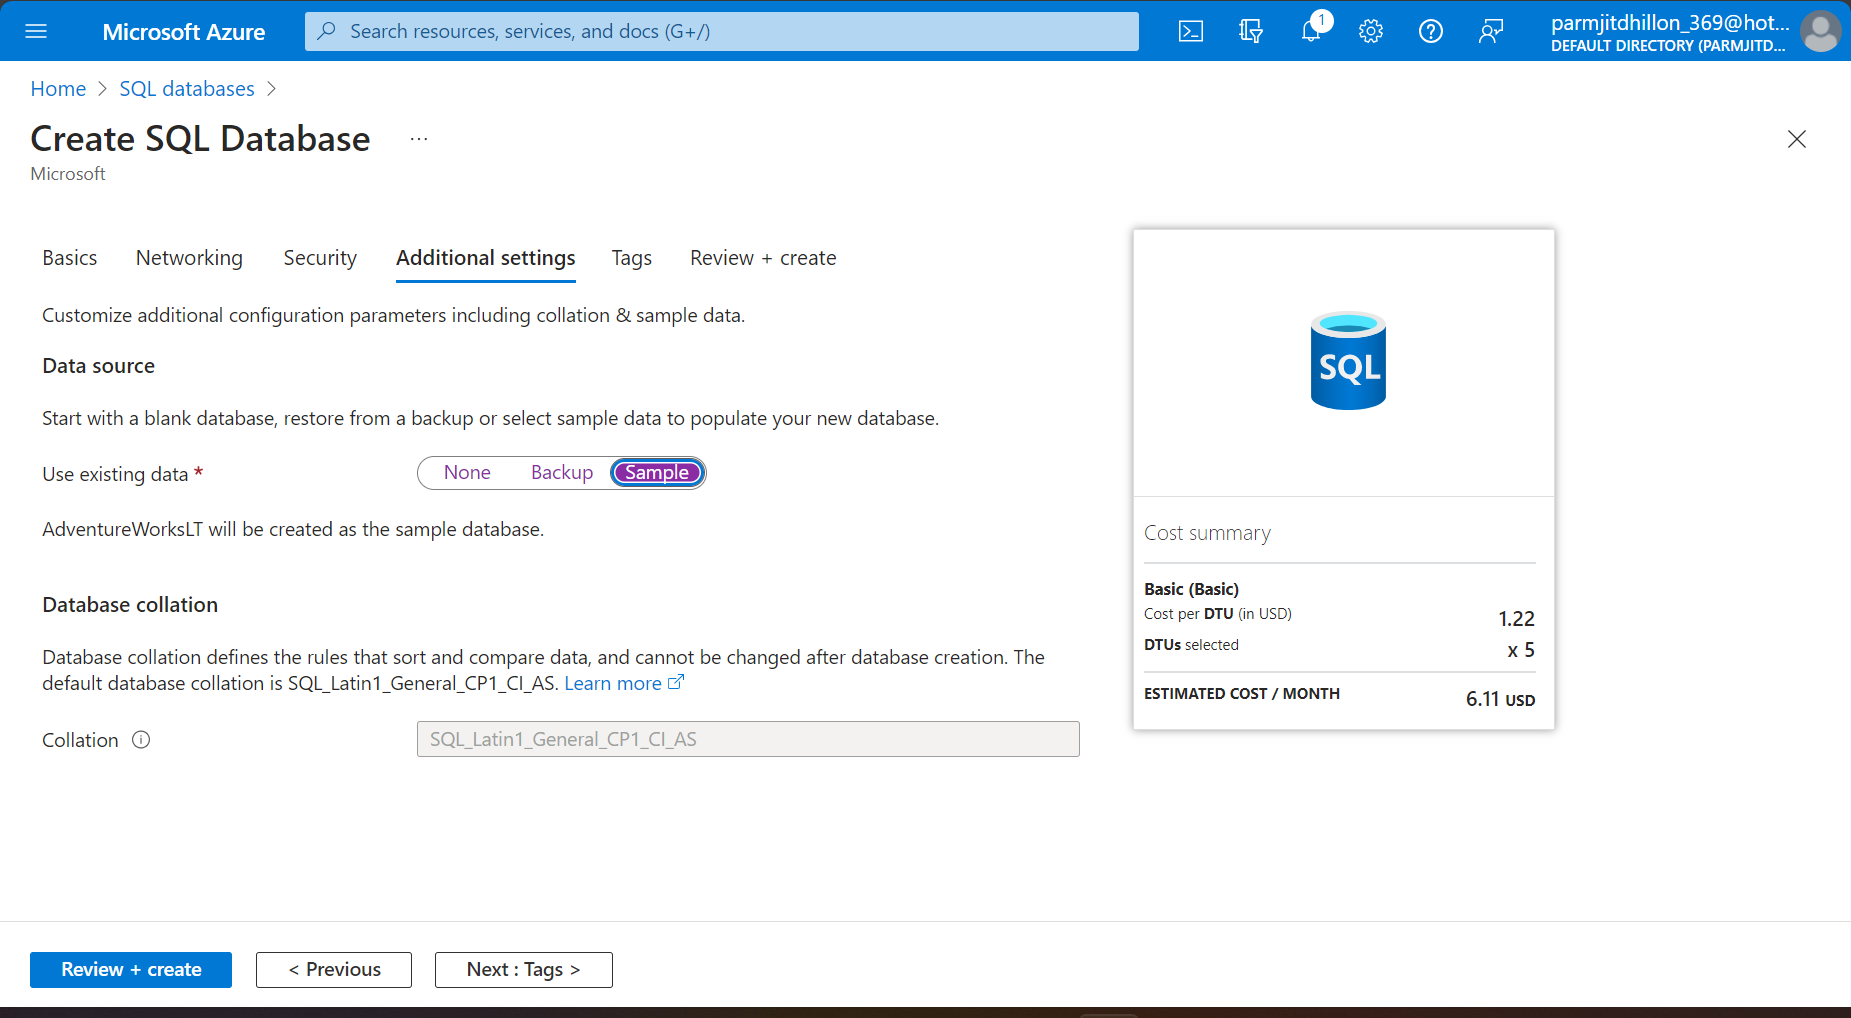 Microsoft Azure
Search resources, services, and docs (G+/)
1
parmjitdhillon_369@hot...
DEFAULT DIRECTORY (PARMJITD...
Home > SQL databases >
Create SQL Database ...
Microsoft
Basics Networking Security Additional settings Tags Review + create
Customize additional configuration parameters including collation & sample data.
Data source
Start with a blank database, restore from a backup or select sample data to populate your new database.
Use existing data * None Backup Sample
AdventureWorksLT will be created as the sample database.
Database collation
Database collation defines the rules that sort and compare data, and cannot be changed after database creation. The
default database collation is SQL_Latin1_General_CP1_CI_AS. Learn more
Collation SQL_Latin1_General_CP1_CI_AS
SQL
Cost summary
Basic (Basic)
Cost per DTU (in USD) 1.22
DTUs selected x 5
ESTIMATED COST / MONTH 6.11 USD
Review + create < Previous Next : Tags >